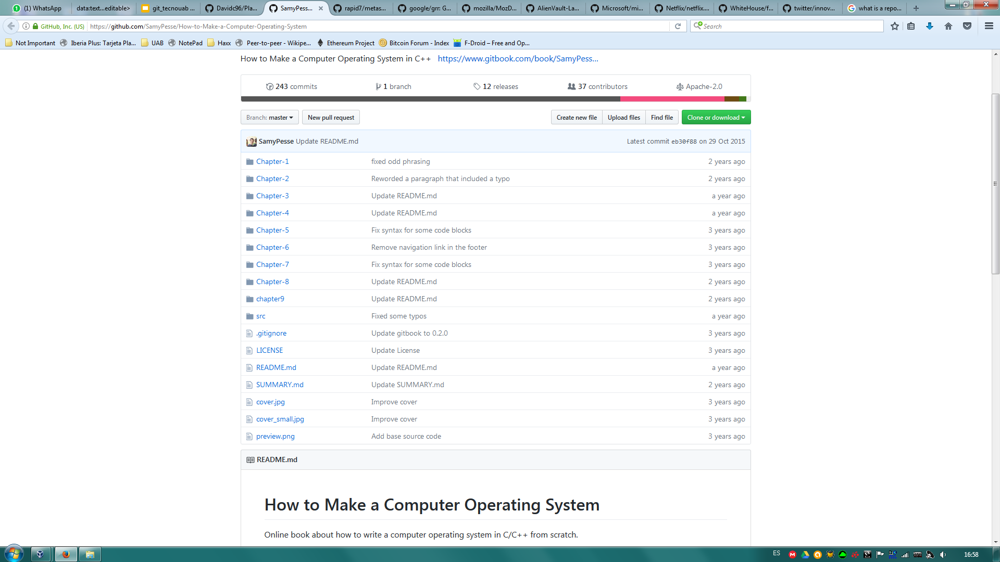 (1) WhatsApp
data:text...editable>
git_tecnouab ...
Davidc96/Pla...
SamyPess...
rapid7/metas...
google/grr: G...
mozilla/MozD...
AlienVault-La...
Microsoft/mi...
Netflix/netflix....
WhiteHouse/f...
twitter/innov...
what is a repo...
GitHub, Inc. (US)
https://github.com/SamyPesse/How-to-Make-a-Computer-Operating-System
Search
Not Important
Iberia Plus: Tarjeta Pla...
UAB
NotePad
Haxx
Peer-to-peer - Wikipe...
Ethereum Project
Bitcoin Forum - Index
F-Droid – Free and Op...
How to Make a Computer Operating System in C++ https://www.gitbook.com/book/SamyPess...
243 commits
1 branch
12 releases
37 contributors
Apache-2.0
Branch: master
New pull request
Create new file
Upload files
Find file
Clone or download
SamyPesse Update README.md
Latest commit eb30f88 on 29 Oct 2015
Chapter-1 fixed odd phrasing 2 years ago
Chapter-2 Reworded a paragraph that included a typo 2 years ago
Chapter-3 Update README.md a year ago
Chapter-4 Update README.md a year ago
Chapter-5 Fix syntax for some code blocks 3 years ago
Chapter-6 Remove navigation link in the footer 3 years ago
Chapter-7 Fix syntax for some code blocks 3 years ago
Chapter-8 Update README.md 2 years ago
chapter9 Update README.md 2 years ago
src Fixed some typos a year ago
.gitignore Update gitbook to 0.2.0 3 years ago
LICENSE Update License 3 years ago
README.md Update README.md a year ago
SUMMARY.md Update SUMMARY.md 2 years ago
cover.jpg Improve cover 3 years ago
cover_small.jpg Improve cover 3 years ago
preview.png Add base source code 3 years ago
README.md
How to Make a Computer Operating System
Online book about how to write a computer operating system in C/C++ from scratch.
ES
16:58